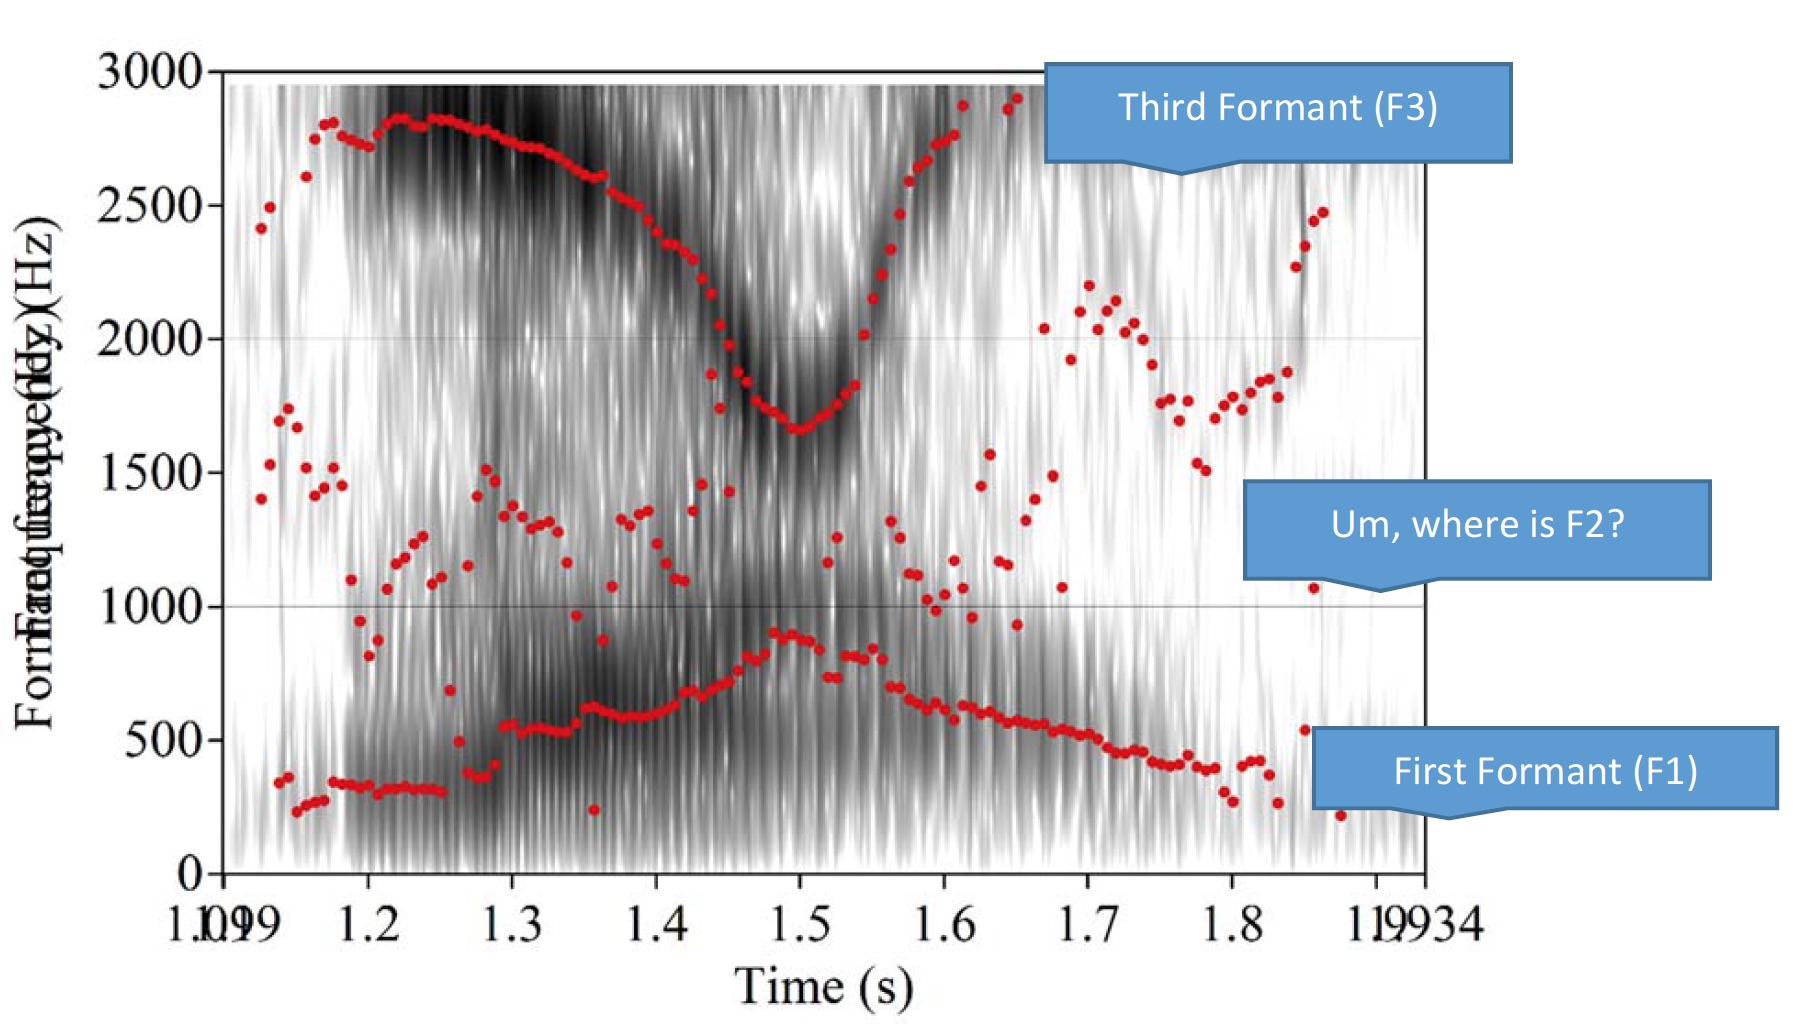 3000
Third Formant (F3)
2500
2000
1500
Um, where is F2?
1000
500
First Formant (F1)
0
1.2 1.3 1.4 1.5 1.6 1.7 1.8
Time (s)